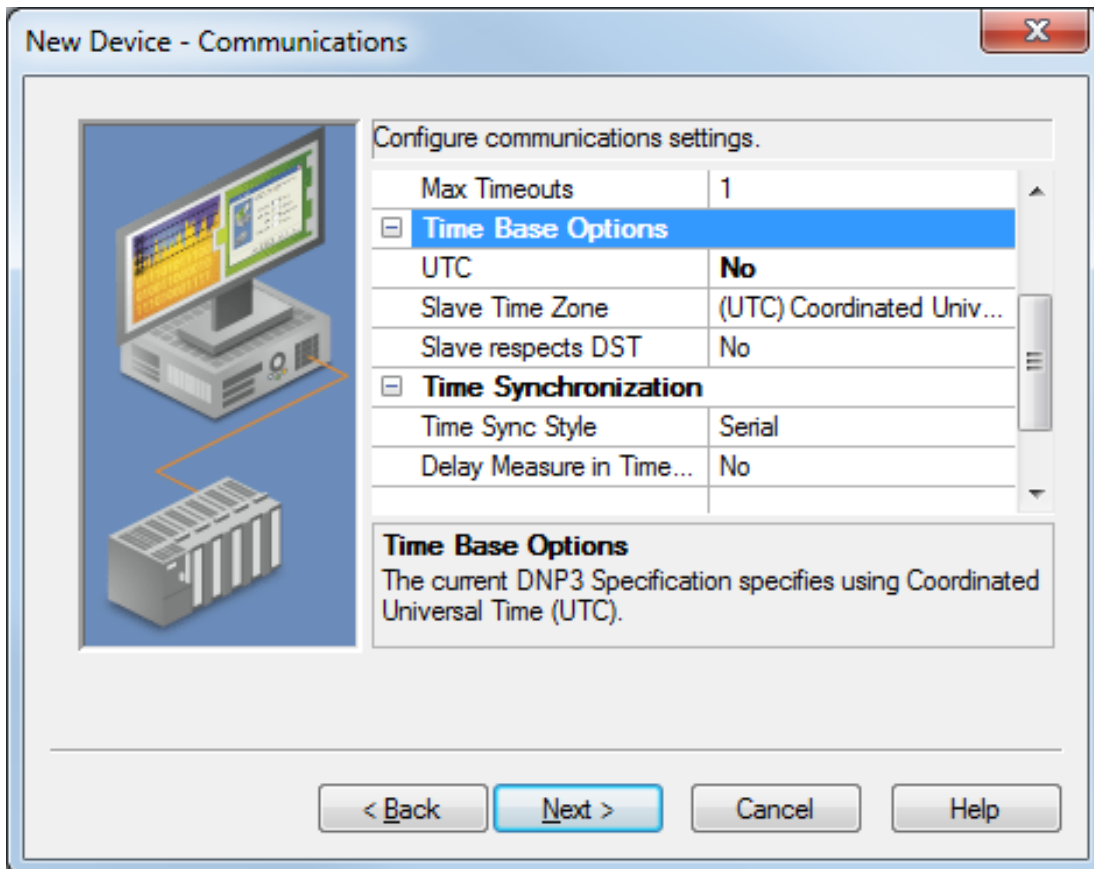 New Device - Communications
Configure communications settings.
Max Timeouts 1
Time Base Options
UTC No
Slave Time Zone (UTC) Coordinated Univ...
Slave respects DST No
Time Synchronization
Time Sync Style Serial
Delay Measure in Time... No
Time Base Options
The current DNP3 Specification specifies using Coordinated
Universal Time (UTC).
< Back Next > Cancel Help